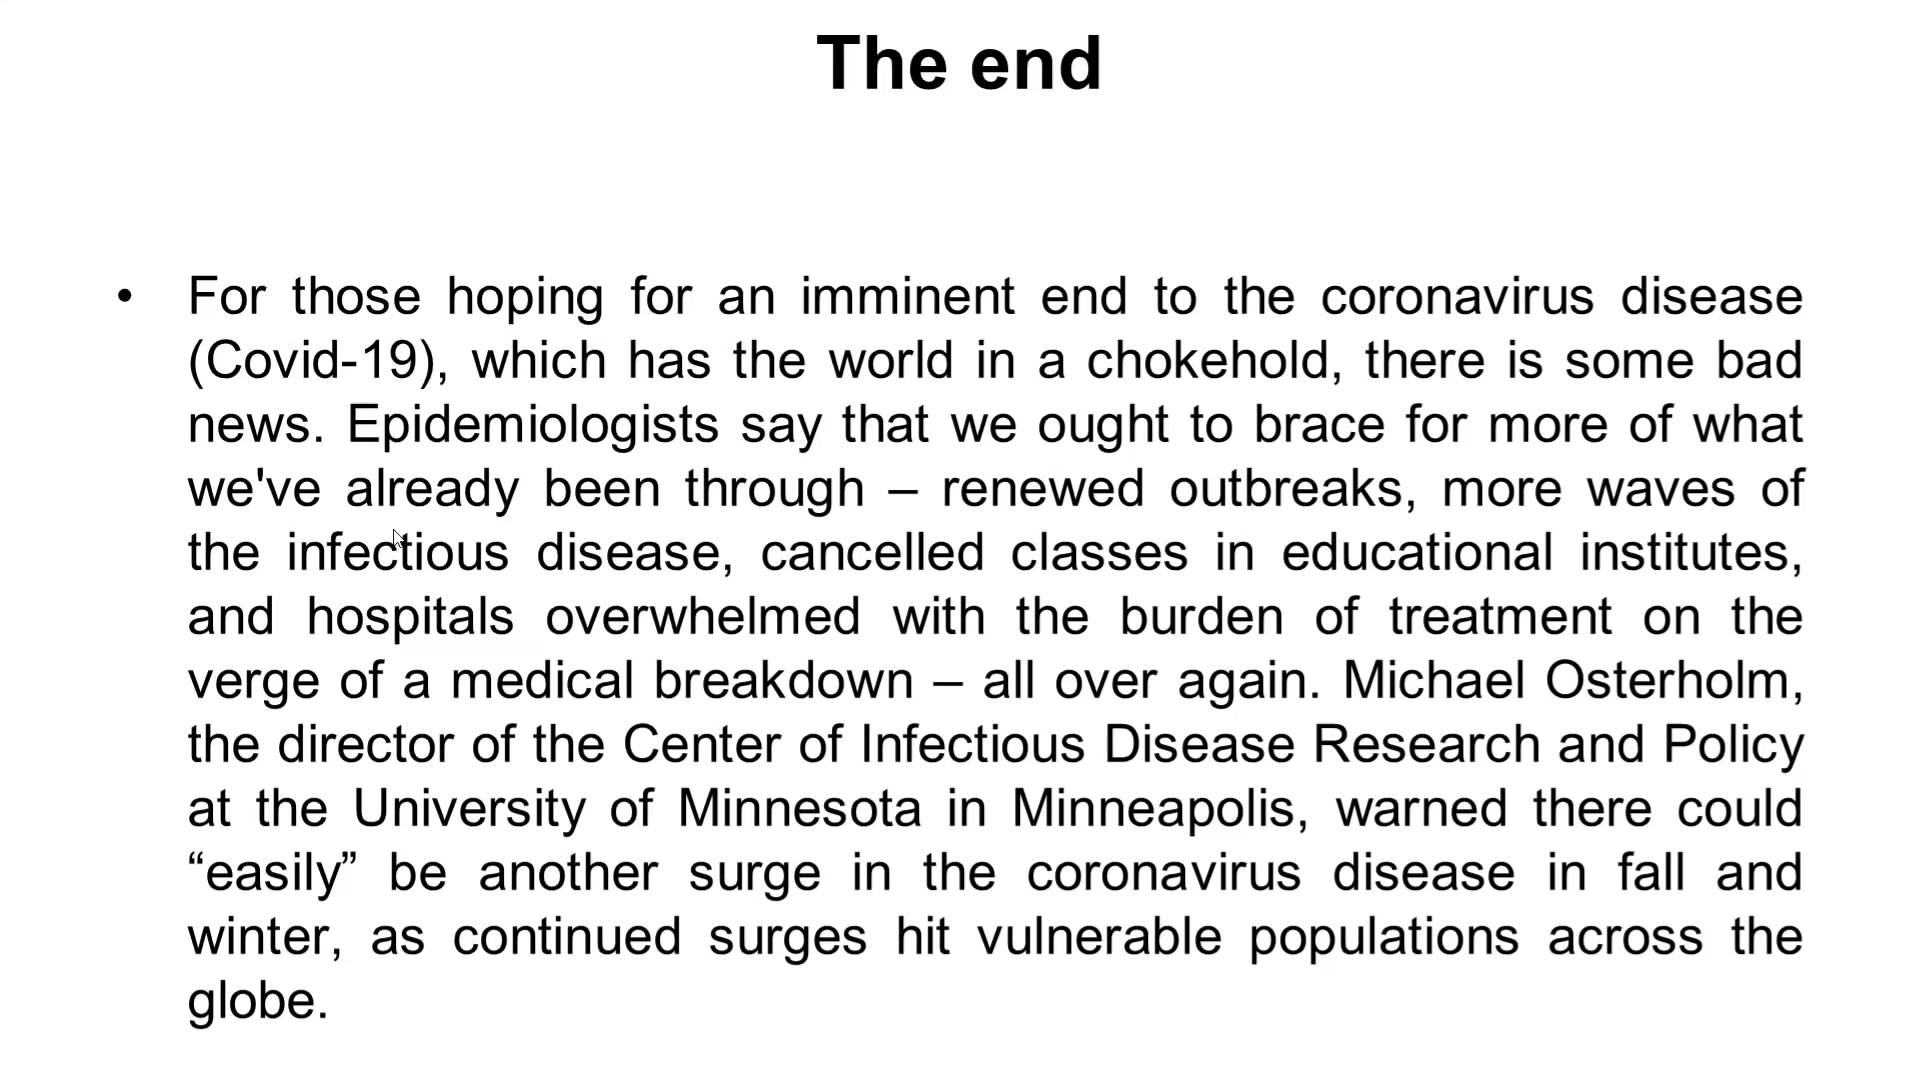 The end
• For those hoping for an imminent end to the coronavirus disease
(Covid-19), which has the world in a chokehold, there is some bad
news. Epidemiologists say that we ought to brace for more of what
we've already been through – renewed outbreaks, more waves of
the infectious disease, cancelled classes in educational institutes,
and hospitals overwhelmed with the burden of treatment on the
verge of a medical breakdown – all over again. Michael Osterholm,
the director of the Center of Infectious Disease Research and Policy
at the University of Minnesota in Minneapolis, warned there could
“easily” be another surge in the coronavirus disease in fall and
winter, as continued surges hit vulnerable populations across the
globe.